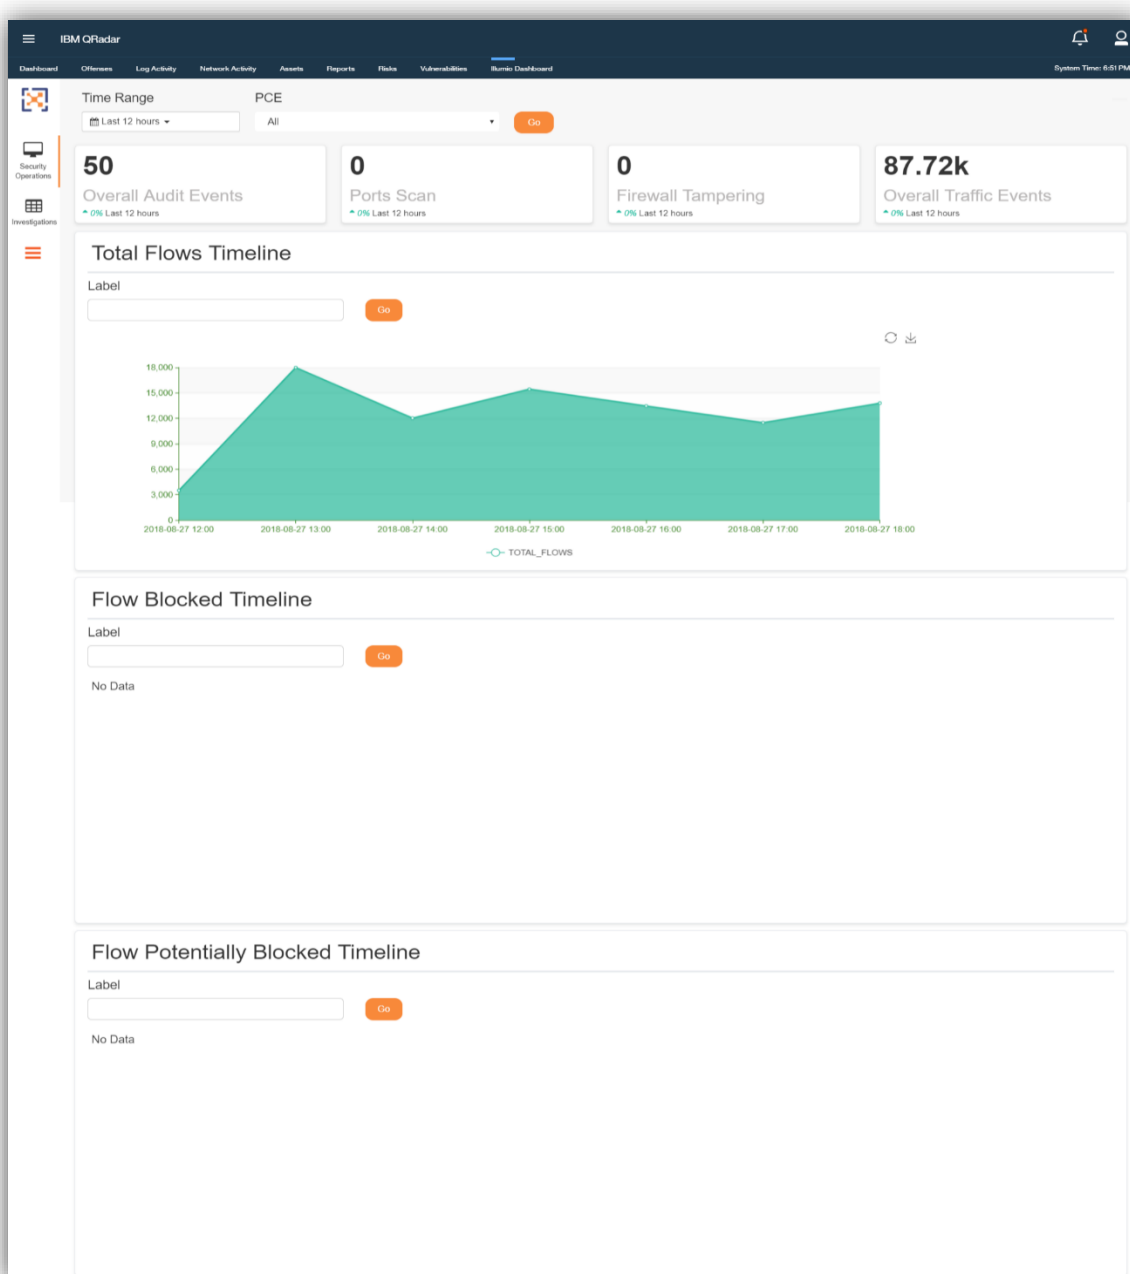 IBM QRadar
Dashboard Offenses Log Activity Network Activity Assets Reports Risks Vulnerabilities Illumio Dashboard System Time: 6:51 PM
Time Range PCE
Last 12 hours All Go
Security Operations
Investigations
50 0 0 87.72k
Overall Audit Events Ports Scan Firewall Tampering Overall Traffic Events
0% Last 12 hours 0% Last 12 hours 0% Last 12 hours 0% Last 12 hours
Total Flows Timeline
Label
Go
18,000
15,000
12,000
9,000
6,000
3,000
0
2018-08-27 12:00 2018-08-27 13:00 2018-08-27 14:00 2018-08-27 15:00 2018-08-27 16:00 2018-08-27 17:00 2018-08-27 18:00
TOTAL_FLOWS
Flow Blocked Timeline
Label
Go
No Data
Flow Potentially Blocked Timeline
Label
Go
No Data